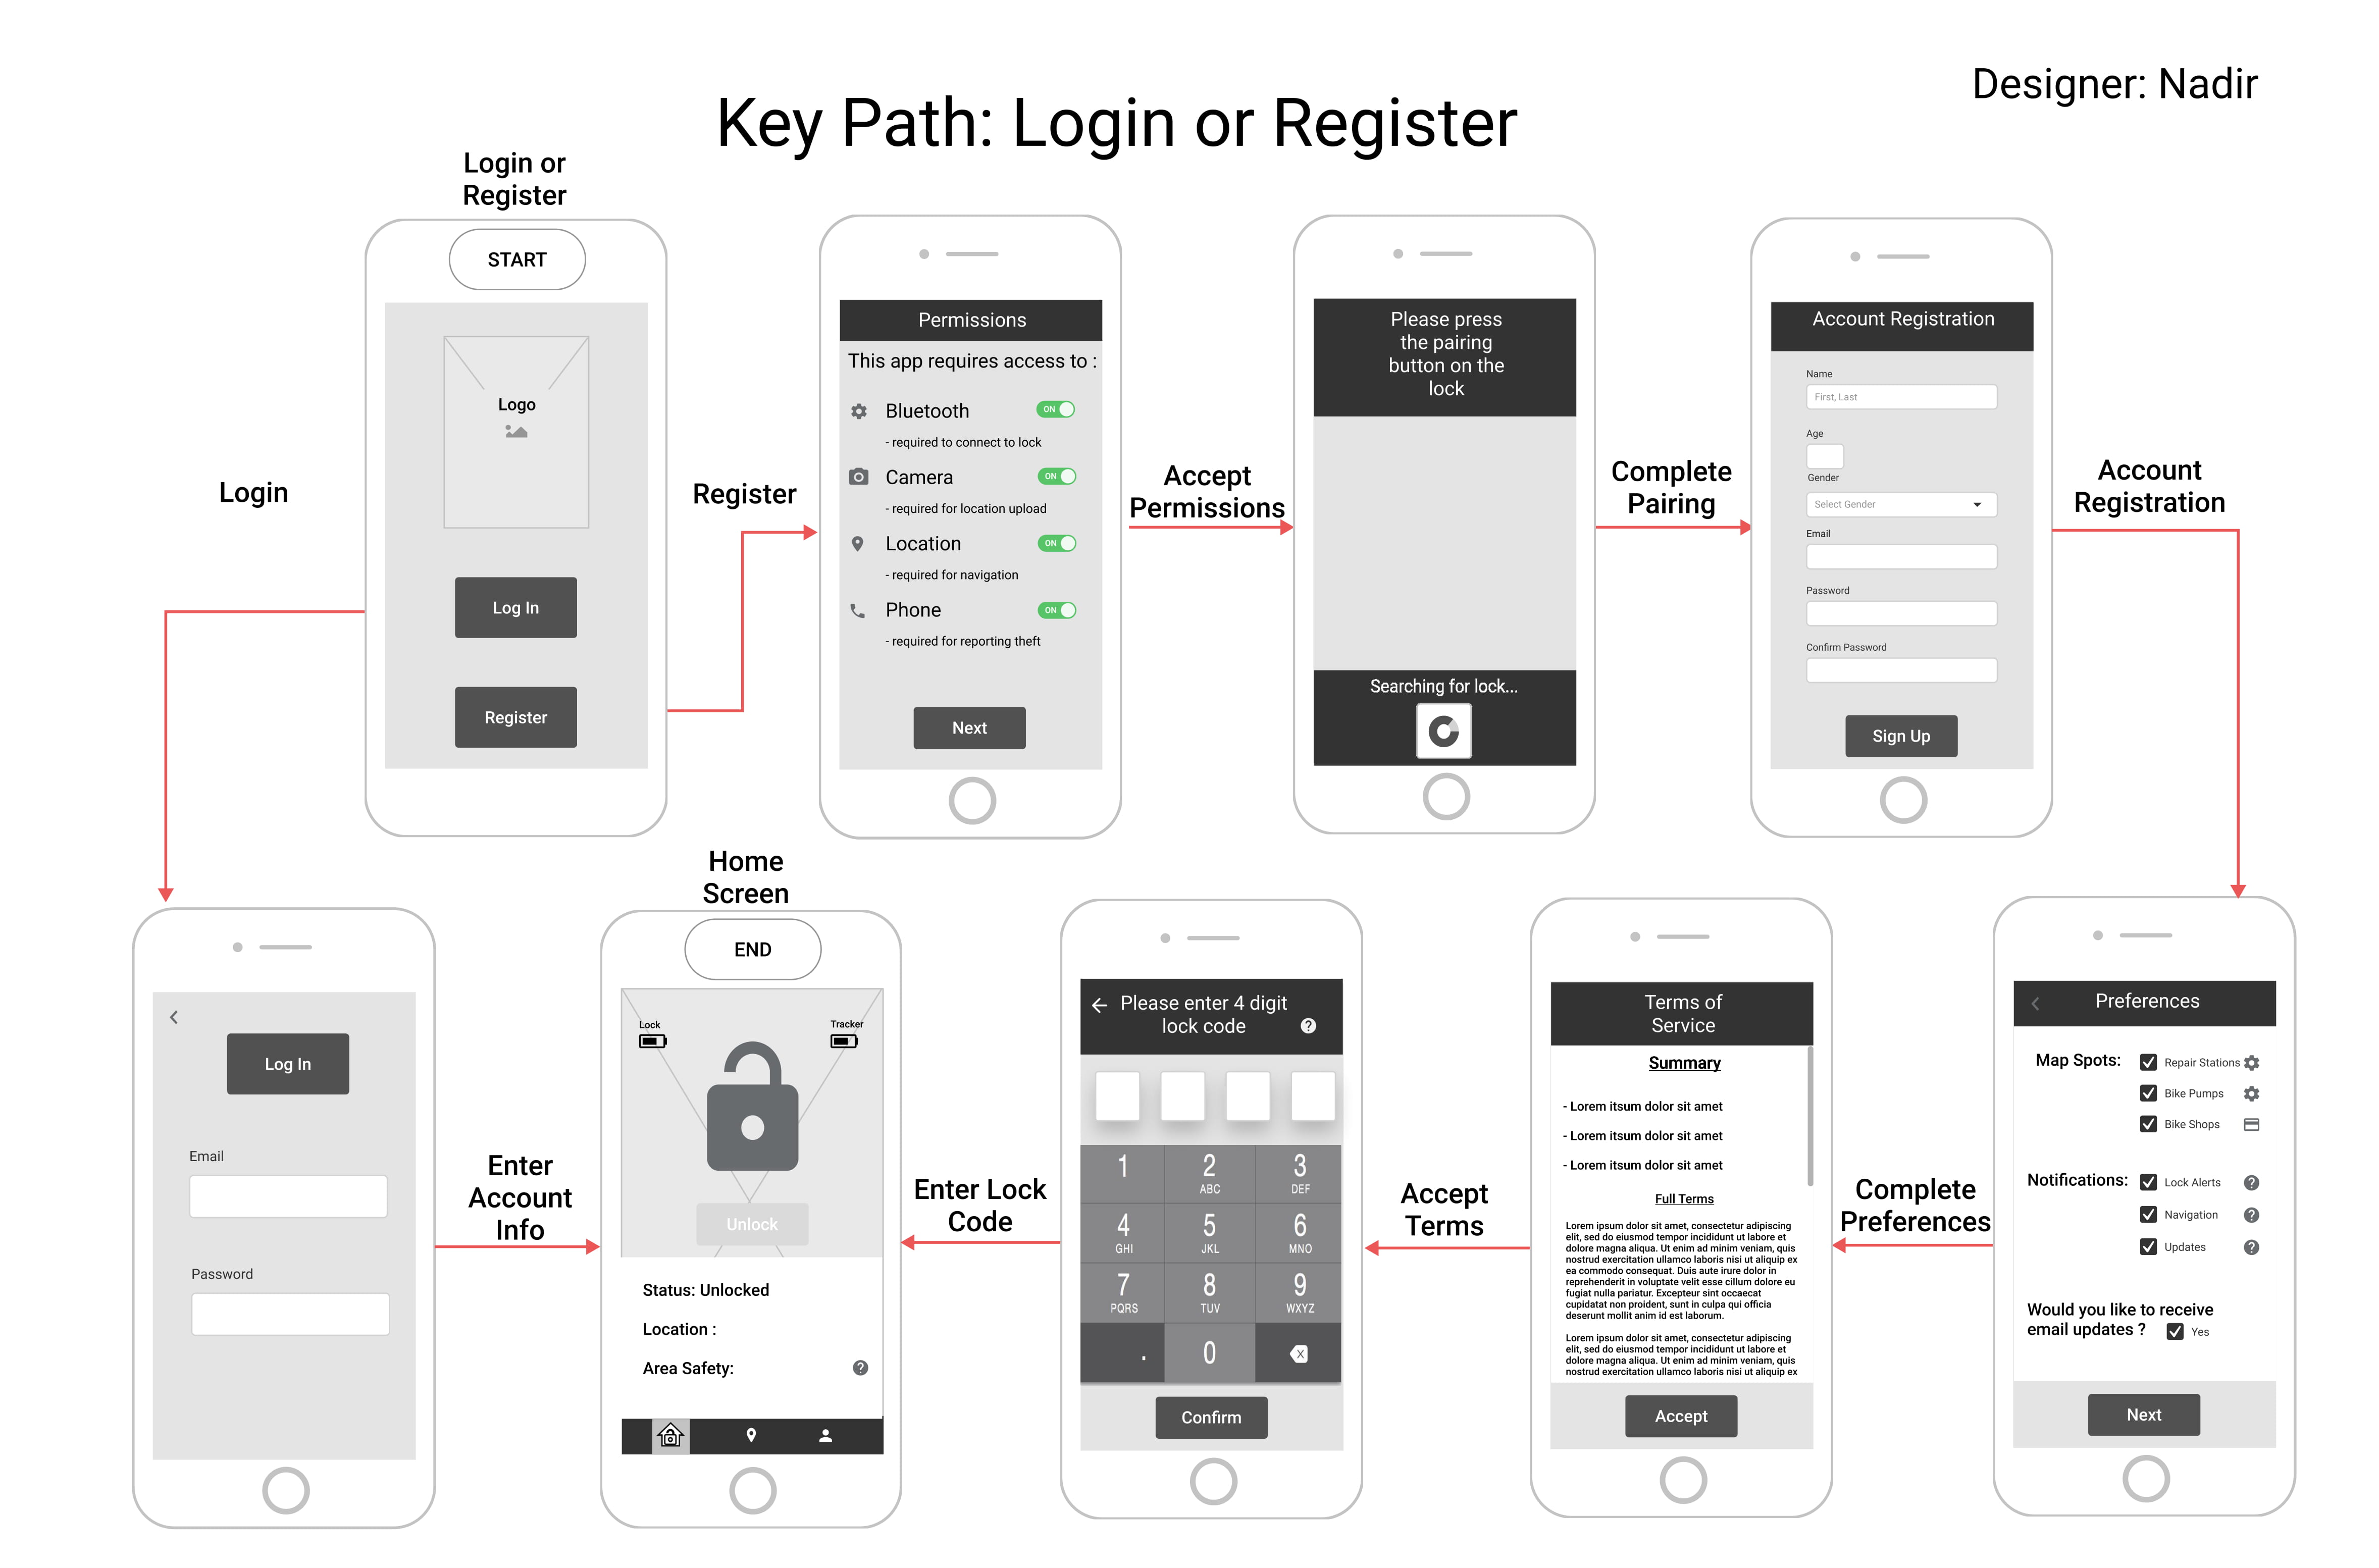 Designer: Nadir
Key Path: Login or Register
Login or
Register
START
Logo
Log In
Register
Login
Register
Permissions
This app requires access to :
Bluetooth
ON
- required to connect to lock
Camera
ON
- required for location upload
Location
ON
- required for navigation
Phone
ON
- required for reporting theft
Next
Accept
Permissions
Please press
the pairing
button on the
lock
Searching for lock...
Complete
Pairing
Account Registration
Name
First, Last
Age
Gender
Select Gender
Email
Password
Confirm Password
Sign Up
Account
Registration
Log In
Email
Password
Enter
Account
Info
Home
Screen
END
Lock
Tracker
Unlock
Status: Unlocked
Location :
Area Safety:
?
Enter Lock
Code
Please enter 4 digit
lock code
?
1
2
ABC
3
DEF
4
GHI
5
JKL
6
MNO
7
PQRS
8
TUV
9
WXYZ
.
0
Confirm
Accept
Terms
Terms of
Service
Summary
- Lorem itsum dolor sit amet
- Lorem itsum dolor sit amet
- Lorem itsum dolor sit amet
Full Terms
Lorem ipsum dolor sit amet, consectetur adipiscing
elit, sed do eiusmod tempor incididunt ut labore et
dolore magna aliqua. Ut enim ad minim veniam, quis
nostrud exercitation ullamco laboris nisi ut aliquip ex
ea commodo consequat. Duis aute irure dolor in
reprehenderit in voluptate velit esse cillum dolore eu
fugiat nulla pariatur. Excepteur sint occaecat
cupidatat non proident, sunt in culpa qui officia
deserunt mollit anim id est laborum.
Lorem ipsum dolor sit amet, consectetur adipiscing
elit, sed do eiusmod tempor incididunt ut labore et
dolore magna aliqua. Ut enim ad minim veniam, quis
nostrud exercitation ullamco laboris nisi ut aliquip ex
Accept
Complete
Preferences
Preferences
Map Spots:
Repair Stations
Bike Pumps
Bike Shops
Notifications:
Lock Alerts
?
Navigation
?
Updates
?
Would you like to receive
email updates ?
Yes
Next